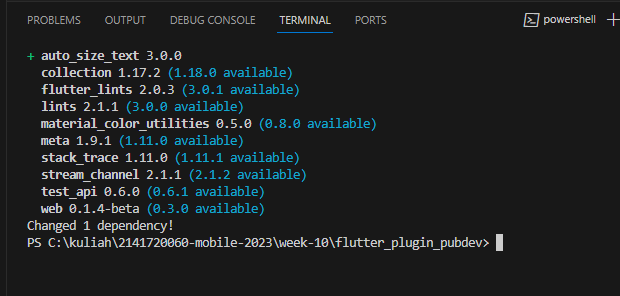 PROBLEMS OUTPUT DEBUG CONSOLE TERMINAL PORTS powershell +
+ auto_size_text 3.0.0
collection 1.17.2 (1.18.0 available)
flutter_lints 2.0.3 (3.0.1 available)
lints 2.1.1 (3.0.0 available)
material_color_utilities 0.5.0 (0.8.0 available)
meta 1.9.1 (1.11.0 available)
stack_trace 1.11.0 (1.11.1 available)
stream_channel 2.1.1 (2.1.2 available)
test_api 0.6.0 (0.6.1 available)
web 0.1.4-beta (0.3.0 available)
Changed 1 dependency!
PS C:\kuliah\2141720060-mobile-2023\week-10\flutter_plugin_pubdev>